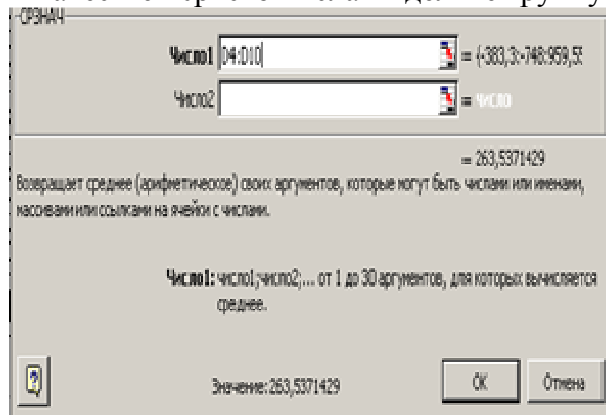 СРЗНАЧ
Число1 D4:D10 = {-383,3:-748:959,5
Число2 = число
= 263,5371429
Возвращает среднее (арифметическое) своих аргументов, которые могут быть числами или именами,
массивами или ссылками на ячейки с числами.
Число1: число1;число2;... от 1 до 30 аргументов, для которых вычисляется
среднее.
Значение:263,5371429
ОК Отмена